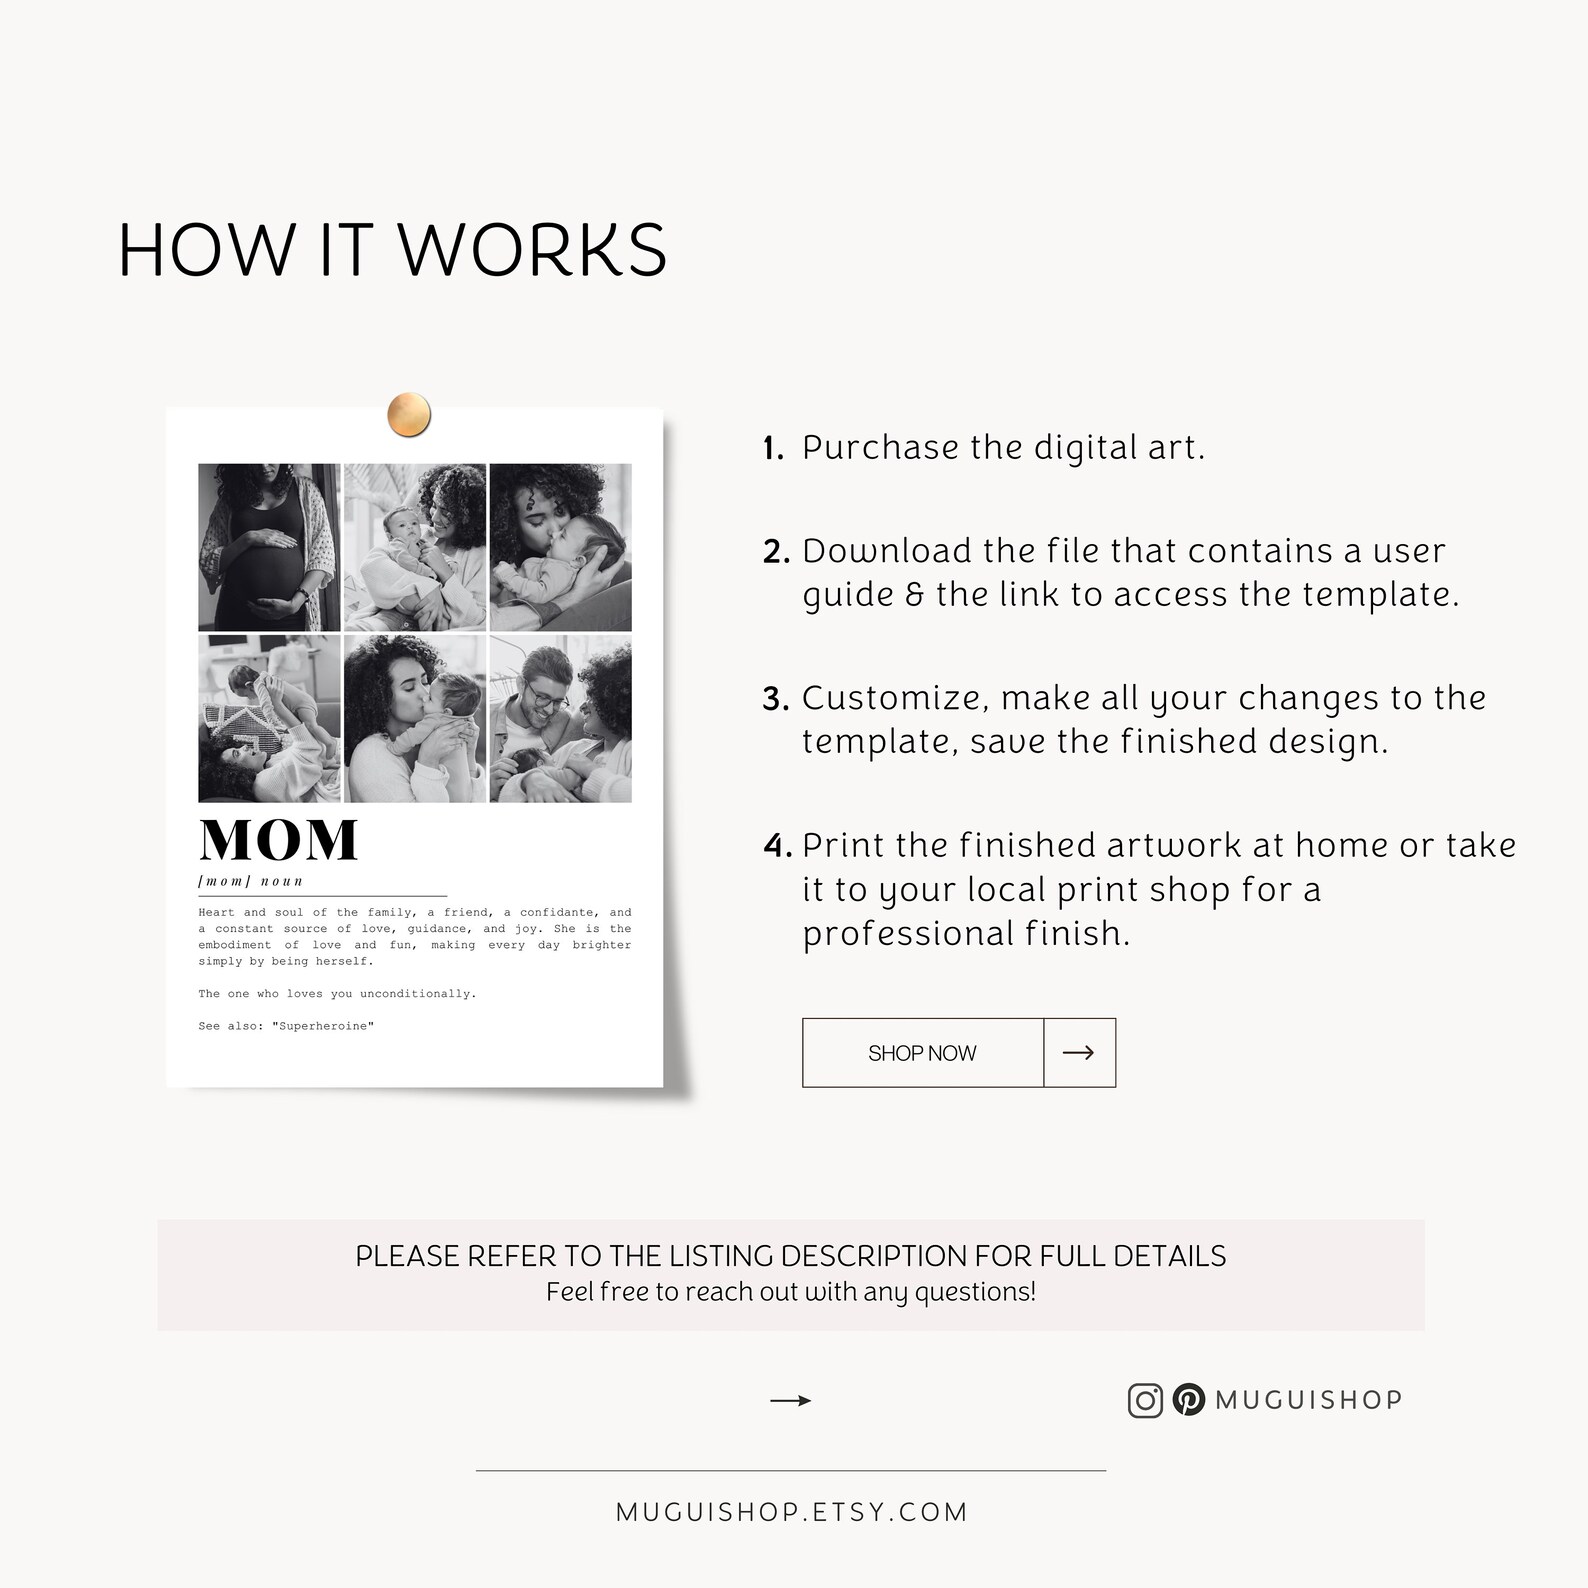 HOW IT WORKS
MOM
[mom] noun
Heart and soul of the family, a friend, a confidante, and
a constant source of love, guidance, and joy. She is the
embodiment of love and fun, making every day brighter
simply by being herself.
The one who loves you unconditionally.
See also: "Superheroine"
1. Purchase the digital art.
2. Download the file that contains a user
guide & the link to access the template.
3. Customize, make all your changes to the
template, save the finished design.
4. Print the finished artwork at home or take
it to your local print shop for a
professional finish.
SHOP NOW
PLEASE REFER TO THE LISTING DESCRIPTION FOR FULL DETAILS
Feel free to reach out with any questions!
MUGUISHOP
MUGUISHOP.ETSY.COM